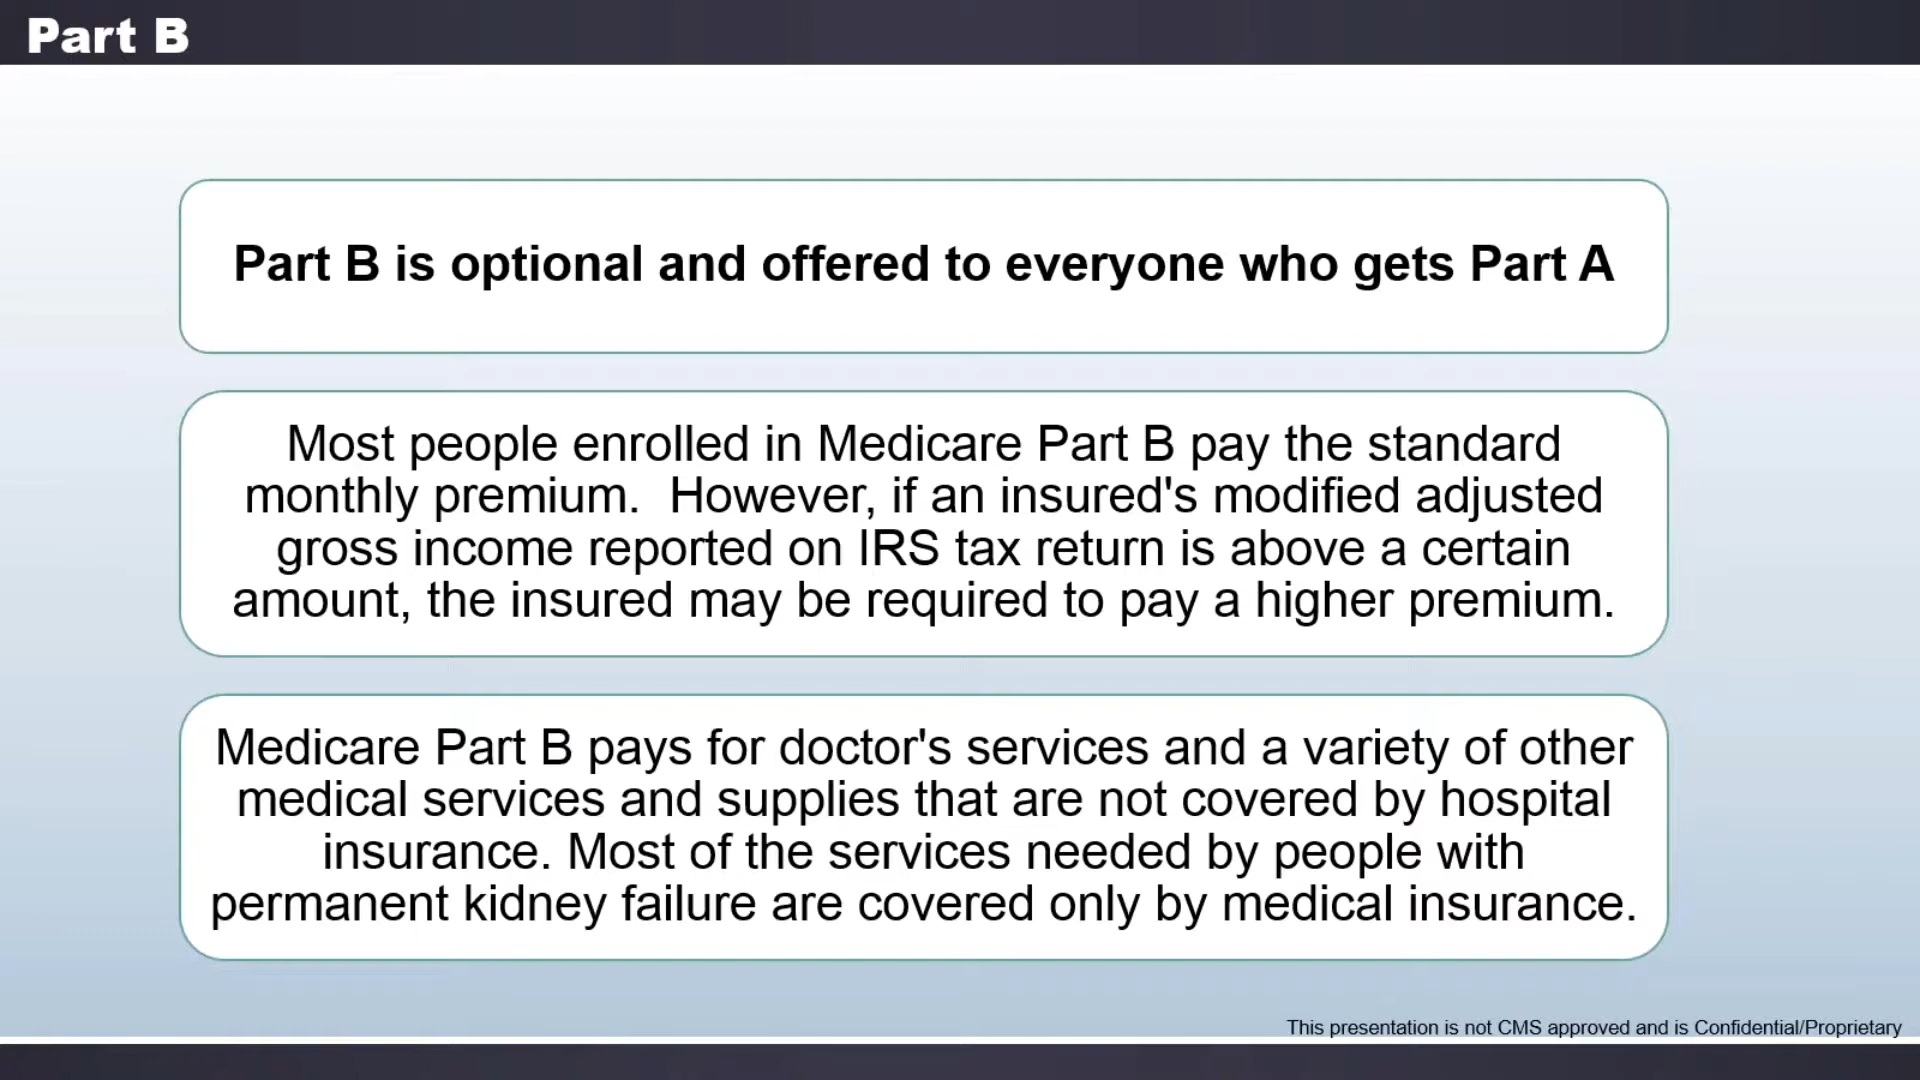 Part B
Part B is optional and offered to everyone who gets Part A
Most people enrolled in Medicare Part B pay the standard
monthly premium.  However, if an insured's modified adjusted
gross income reported on IRS tax return is above a certain
amount, the insured may be required to pay a higher premium.
Medicare Part B pays for doctor's services and a variety of other
medical services and supplies that are not covered by hospital
insurance. Most of the services needed by people with
permanent kidney failure are covered only by medical insurance.
This presentation is not CMS approved and is Confidential/Proprietary